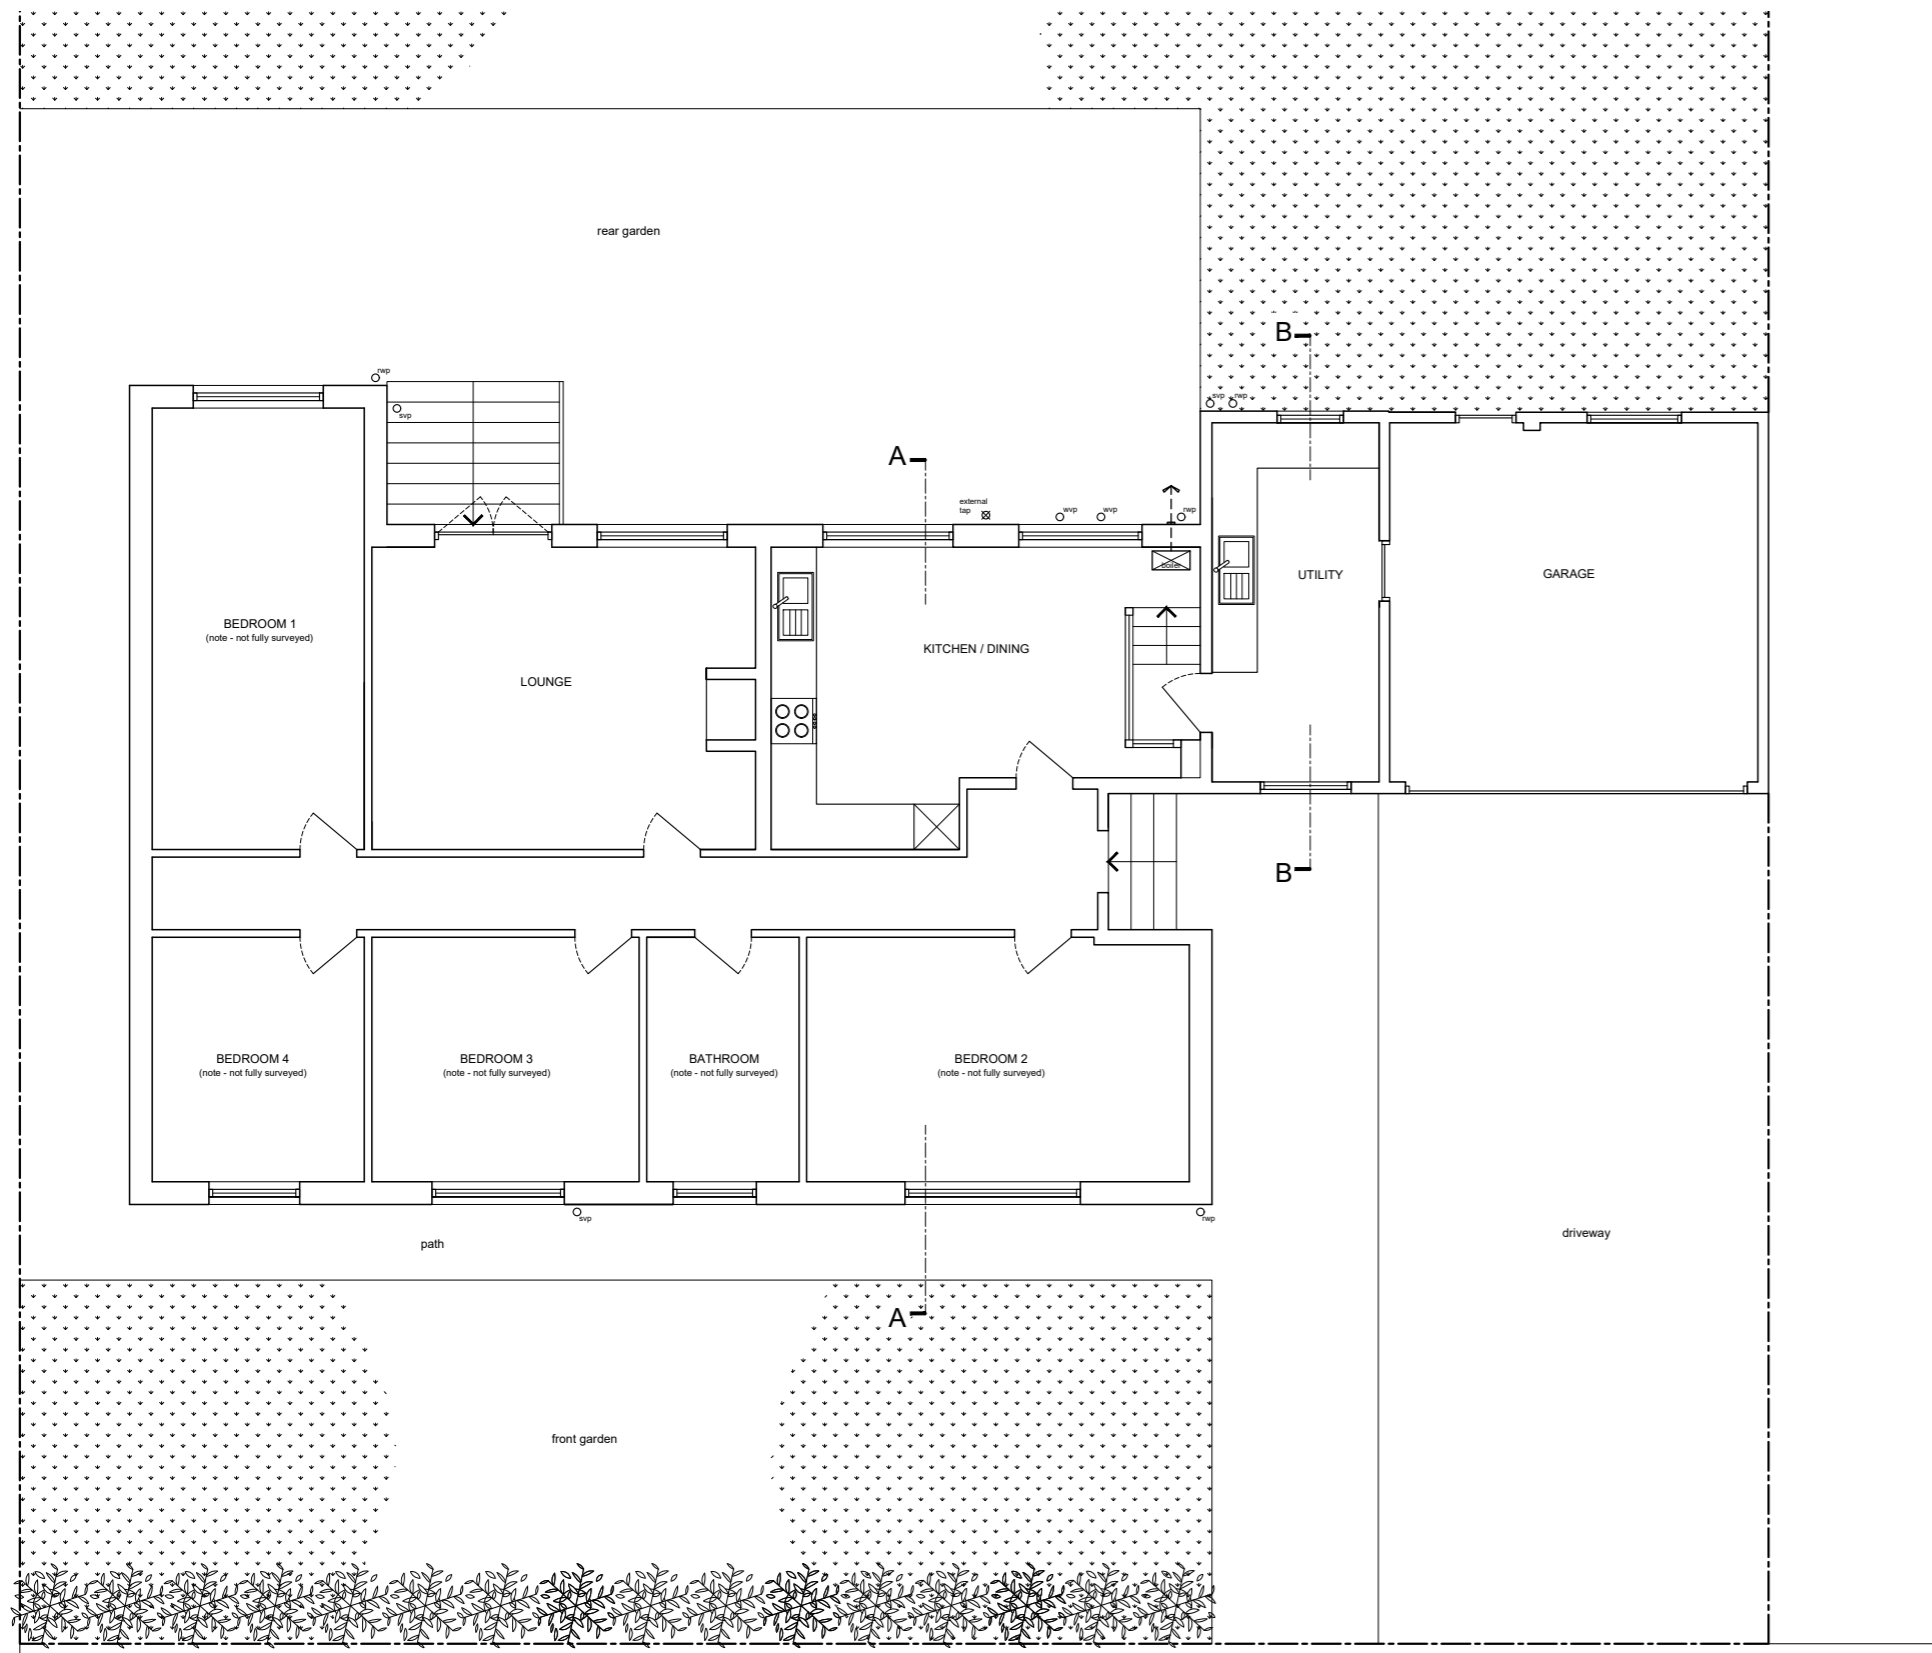 rear garden
B
rwp
svp
svp
rwp
A
external
tap
wvp
wvp
rwp
boiler
UTILITY
GARAGE
BEDROOM 1
(note - not fully surveyed)
KITCHEN / DINING
LOUNGE
B
BEDROOM 4
(note - not fully surveyed)
BEDROOM 3
(note - not fully surveyed)
BATHROOM
(note - not fully surveyed)
BEDROOM 2
(note - not fully surveyed)
svp
rwp
path
driveway
A
front garden